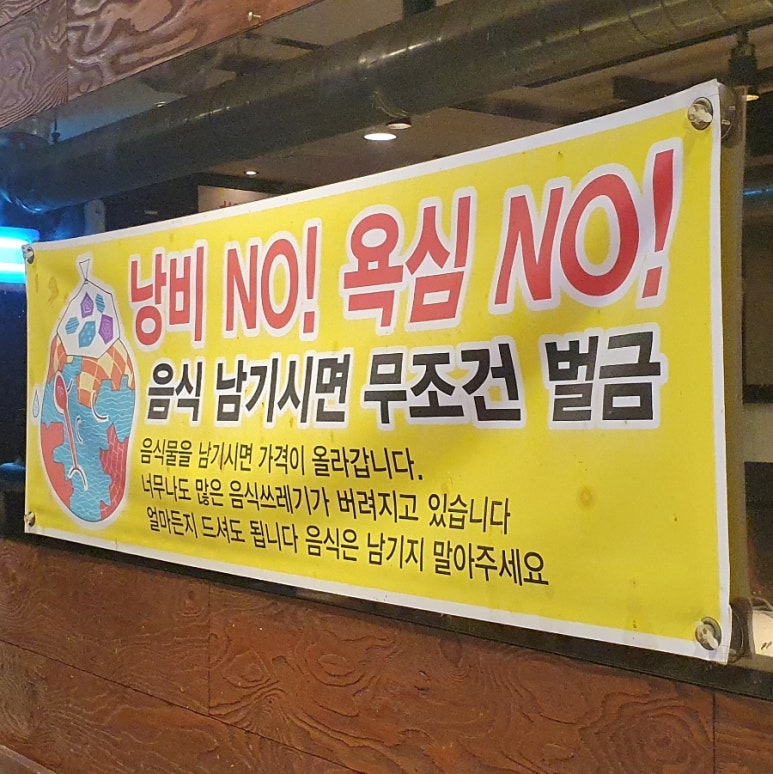 낭비 NO! 욕심 NO!
음식 남기시면 무조건 벌금
음식물을 남기시면 가격이 올라갑니다.
너무나도 많은 음식쓰레기가 버려지고 있습니다
얼마든지 드셔도 됩니다 음식은 남기지 말아주세요